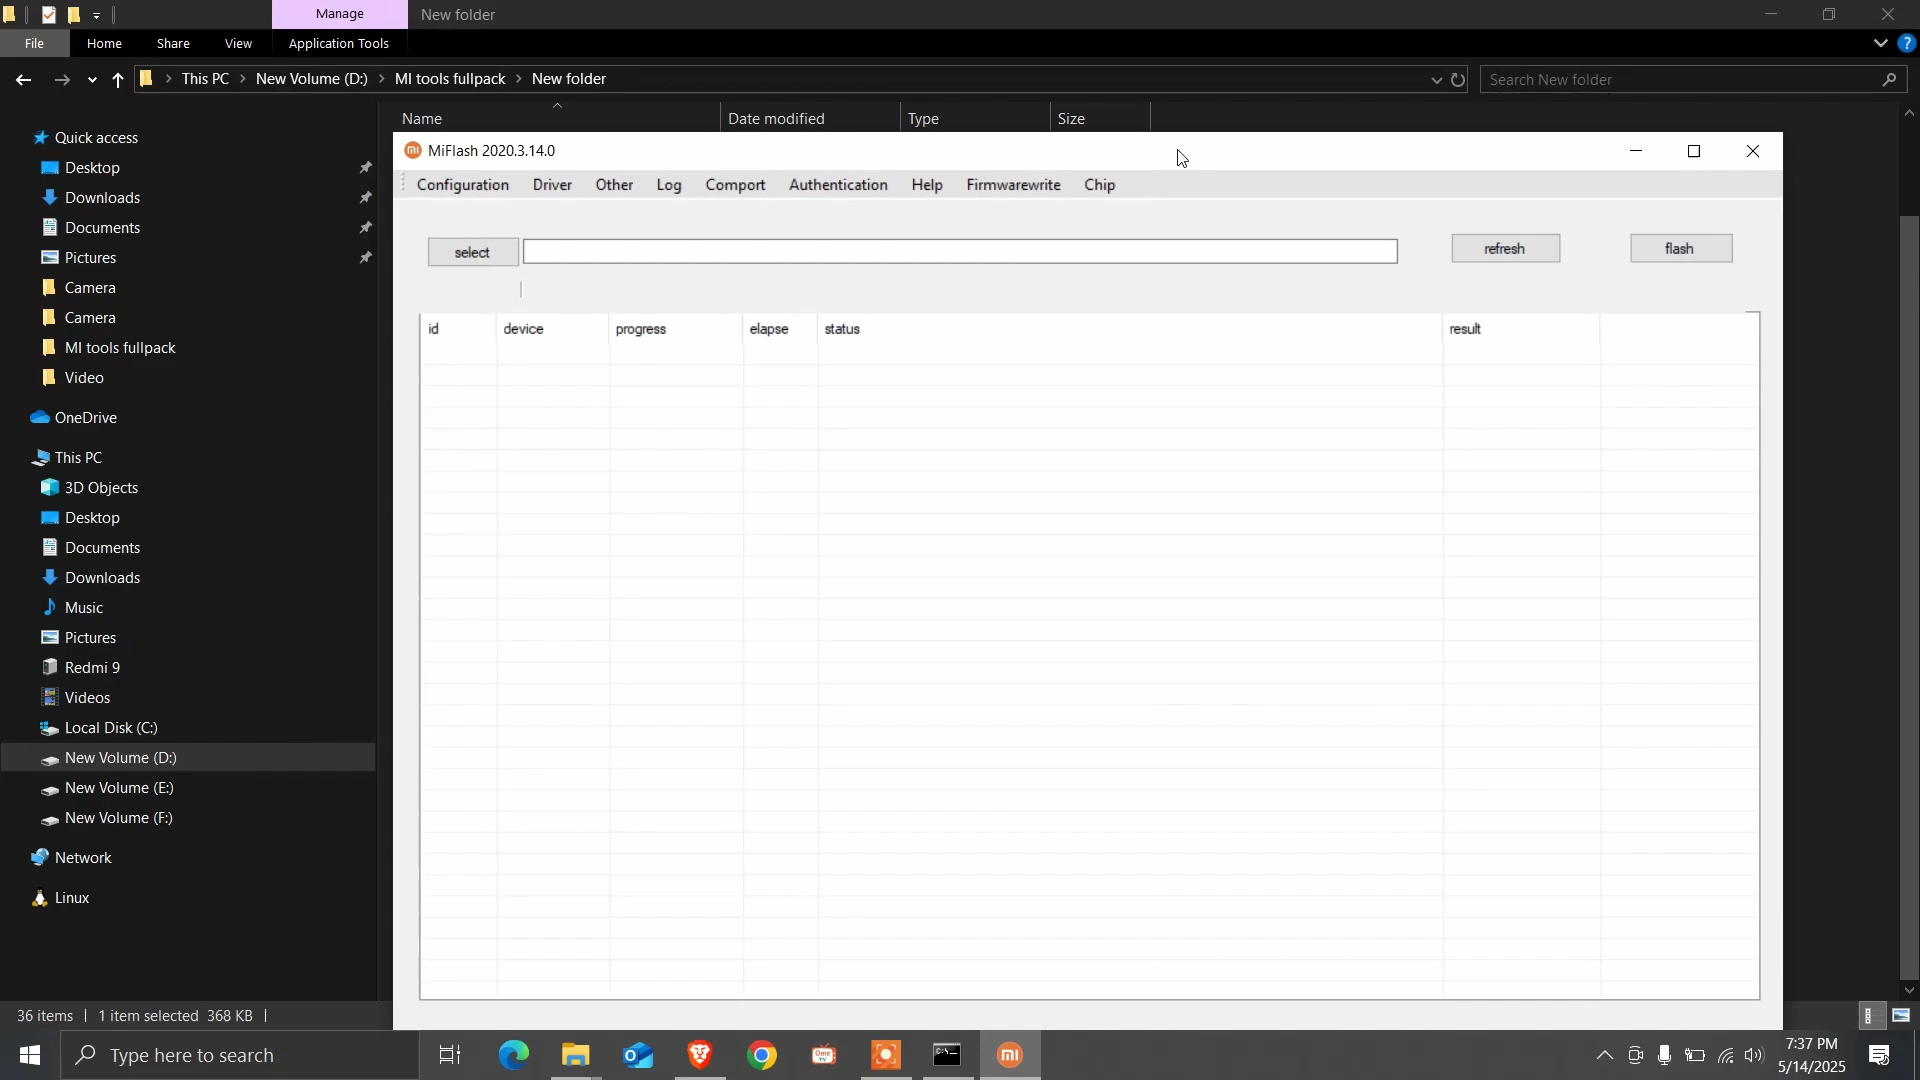 Manage
New folder
File
Home
Share
View
Application Tools
?
This PC > New Volume (D:) > MI tools fullpack > New folder
Search New folder
Name
Date modified
Type
Size
Quick access
Desktop
Downloads
Documents
Pictures
Camera
Camera
MI tools fullpack
Video
OneDrive
This PC
3D Objects
Desktop
Documents
Downloads
Music
Pictures
Redmi 9
Videos
Local Disk (C:)
New Volume (D:)
New Volume (E:)
New Volume (F:)
Network
Linux
mi MiFlash 2020.3.14.0
Configuration
Driver
Other
Log
Comport
Authentication
Help
Firmwarewrite
Chip
select
refresh
flash
id
device
progress
elapse
status
result
36 items
1 item selected 368 KB
Type here to search
Ome
TV
C:\_
mi
7:37 PM
5/14/2025